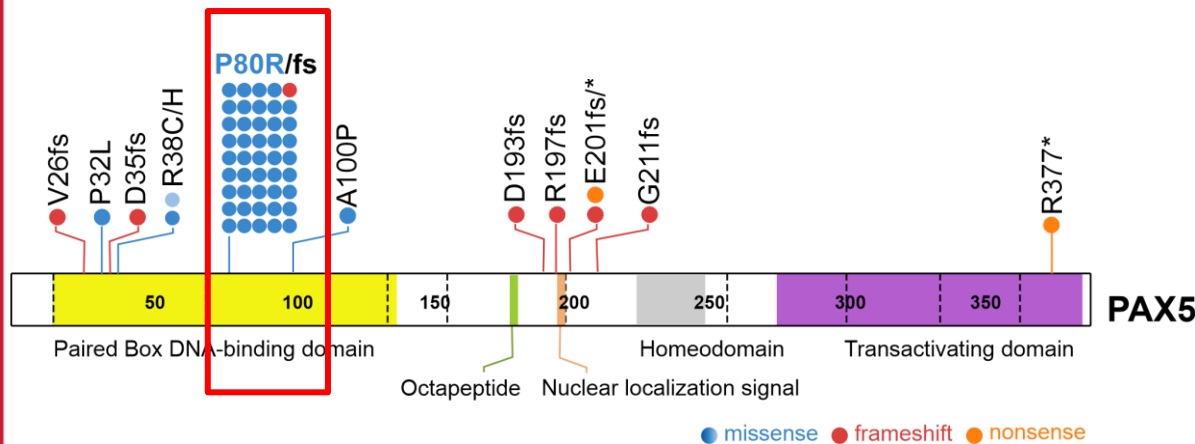 P80R/fs
V26fs
P32L
D35fs
R38C/H
A100P
D193fs
R197fs
E201fs/*
G211fs
R377*
50 100 150 200 250 300 350
PAX5
Paired Box DNA-binding domain
Homeodomain
Transactivating domain
Octapeptide
Nuclear localization signal
missense frameshift nonsense